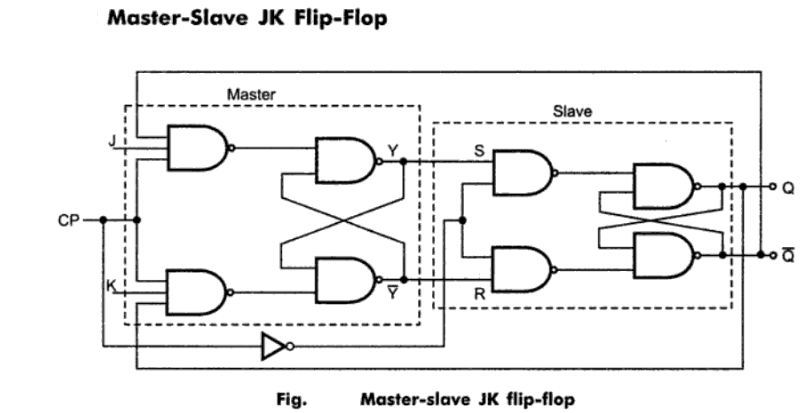 Master-Slave JK Flip-Flop
Master
Slave
J
Y
S
Q
CP
K
Y̅
R
Q̅
Fig. Master-slave JK flip-flop